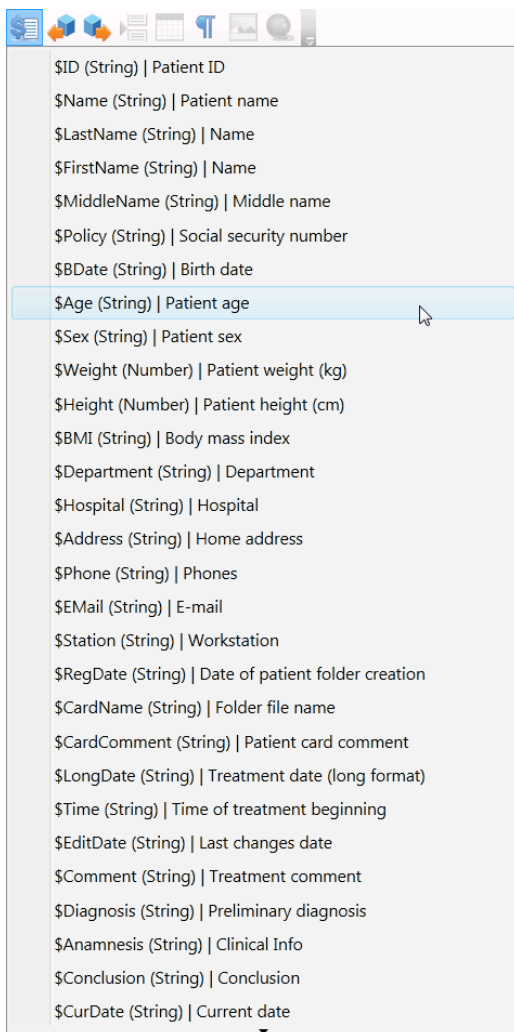 $ID (String) | Patient ID
$Name (String) | Patient name
$LastName (String) | Name
$FirstName (String) | Name
$MiddleName (String) | Middle name
$Policy (String) | Social security number
$BDate (String) | Birth date
$Age (String) | Patient age
$Sex (String) | Patient sex
$Weight (Number) | Patient weight (kg)
$Height (Number) | Patient height (cm)
$BMI (String) | Body mass index
$Department (String) | Department
$Hospital (String) | Hospital
$Address (String) | Home address
$Phone (String) | Phones
$EMail (String) | E-mail
$Station (String) | Workstation
$RegDate (String) | Date of patient folder creation
$CardName (String) | Folder file name
$CardComment (String) | Patient card comment
$LongDate (String) | Treatment date (long format)
$Time (String) | Time of treatment beginning
$EditDate (String) | Last changes date
$Comment (String) | Treatment comment
$Diagnosis (String) | Preliminary diagnosis
$Anamnesis (String) | Clinical Info
$Conclusion (String) | Conclusion
$CurDate (String) | Current date